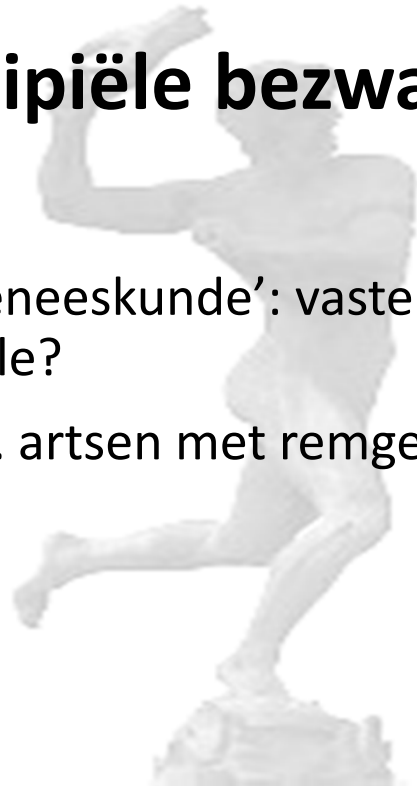 ipiële bezwa
eneeskunde’: vaste
le?
. artsen met remge